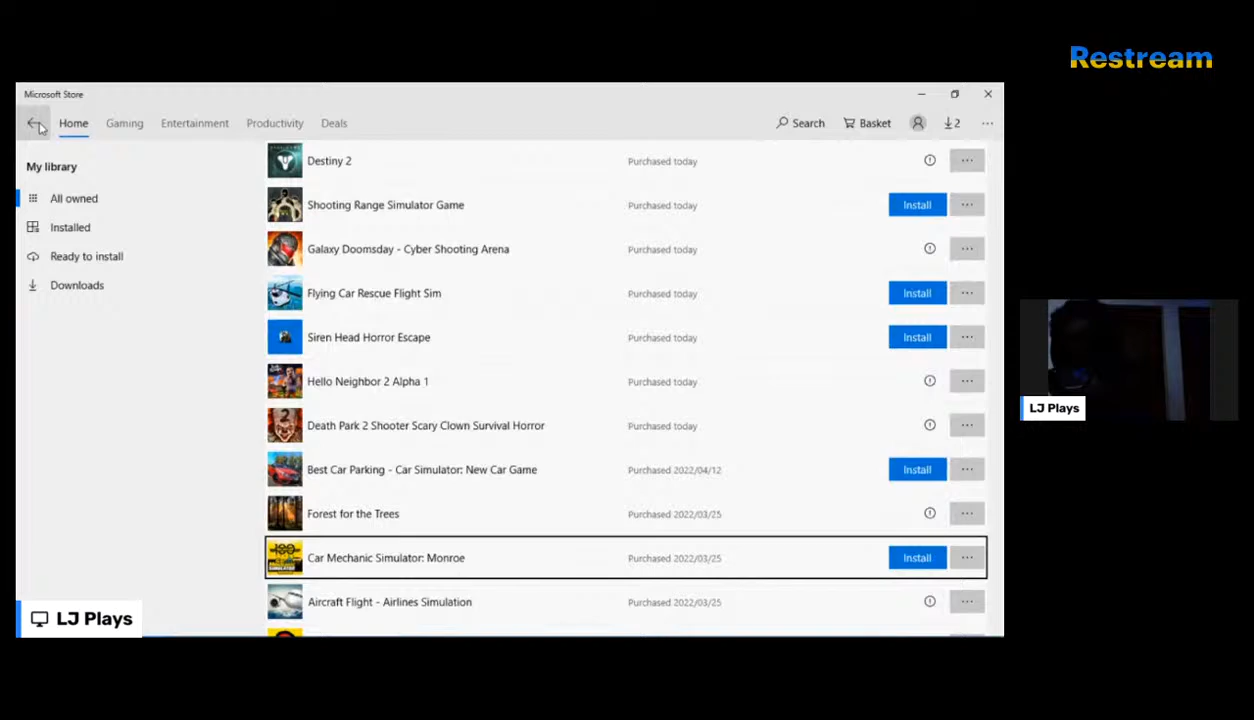 Restream
Microsoft Store
Home Gaming Entertainment Productivity Deals Search Basket 2
My library
All owned
Installed
Ready to install
Downloads
Destiny 2 Purchased today
Shooting Range Simulator Game Purchased today Install
Galaxy Doomsday - Cyber Shooting Arena Purchased today
Flying Car Rescue Flight Sim Purchased today Install
Siren Head Horror Escape Purchased today Install
Hello Neighbor 2 Alpha 1 Purchased today
Death Park 2 Shooter Scary Clown Survival Horror Purchased today
Best Car Parking - Car Simulator: New Car Game Purchased 2022/04/12 Install
Forest for the Trees Purchased 2022/03/25
Car Mechanic Simulator: Monroe Purchased 2022/03/25 Install
Aircraft Flight - Airlines Simulation Purchased 2022/03/25
LJ Plays
LJ Plays